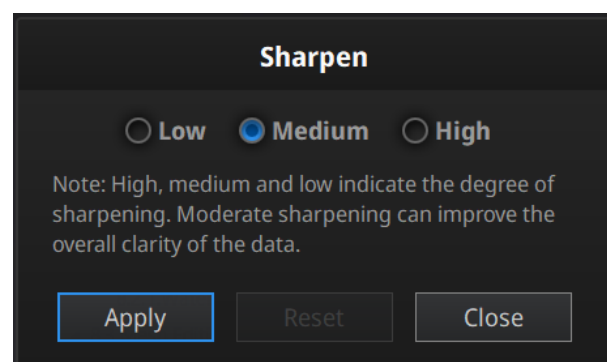 Sharpen
Low Medium High
Note: High, medium and low indicate the degree of
sharpening. Moderate sharpening can improve the
overall clarity of the data.
Apply Reset Close